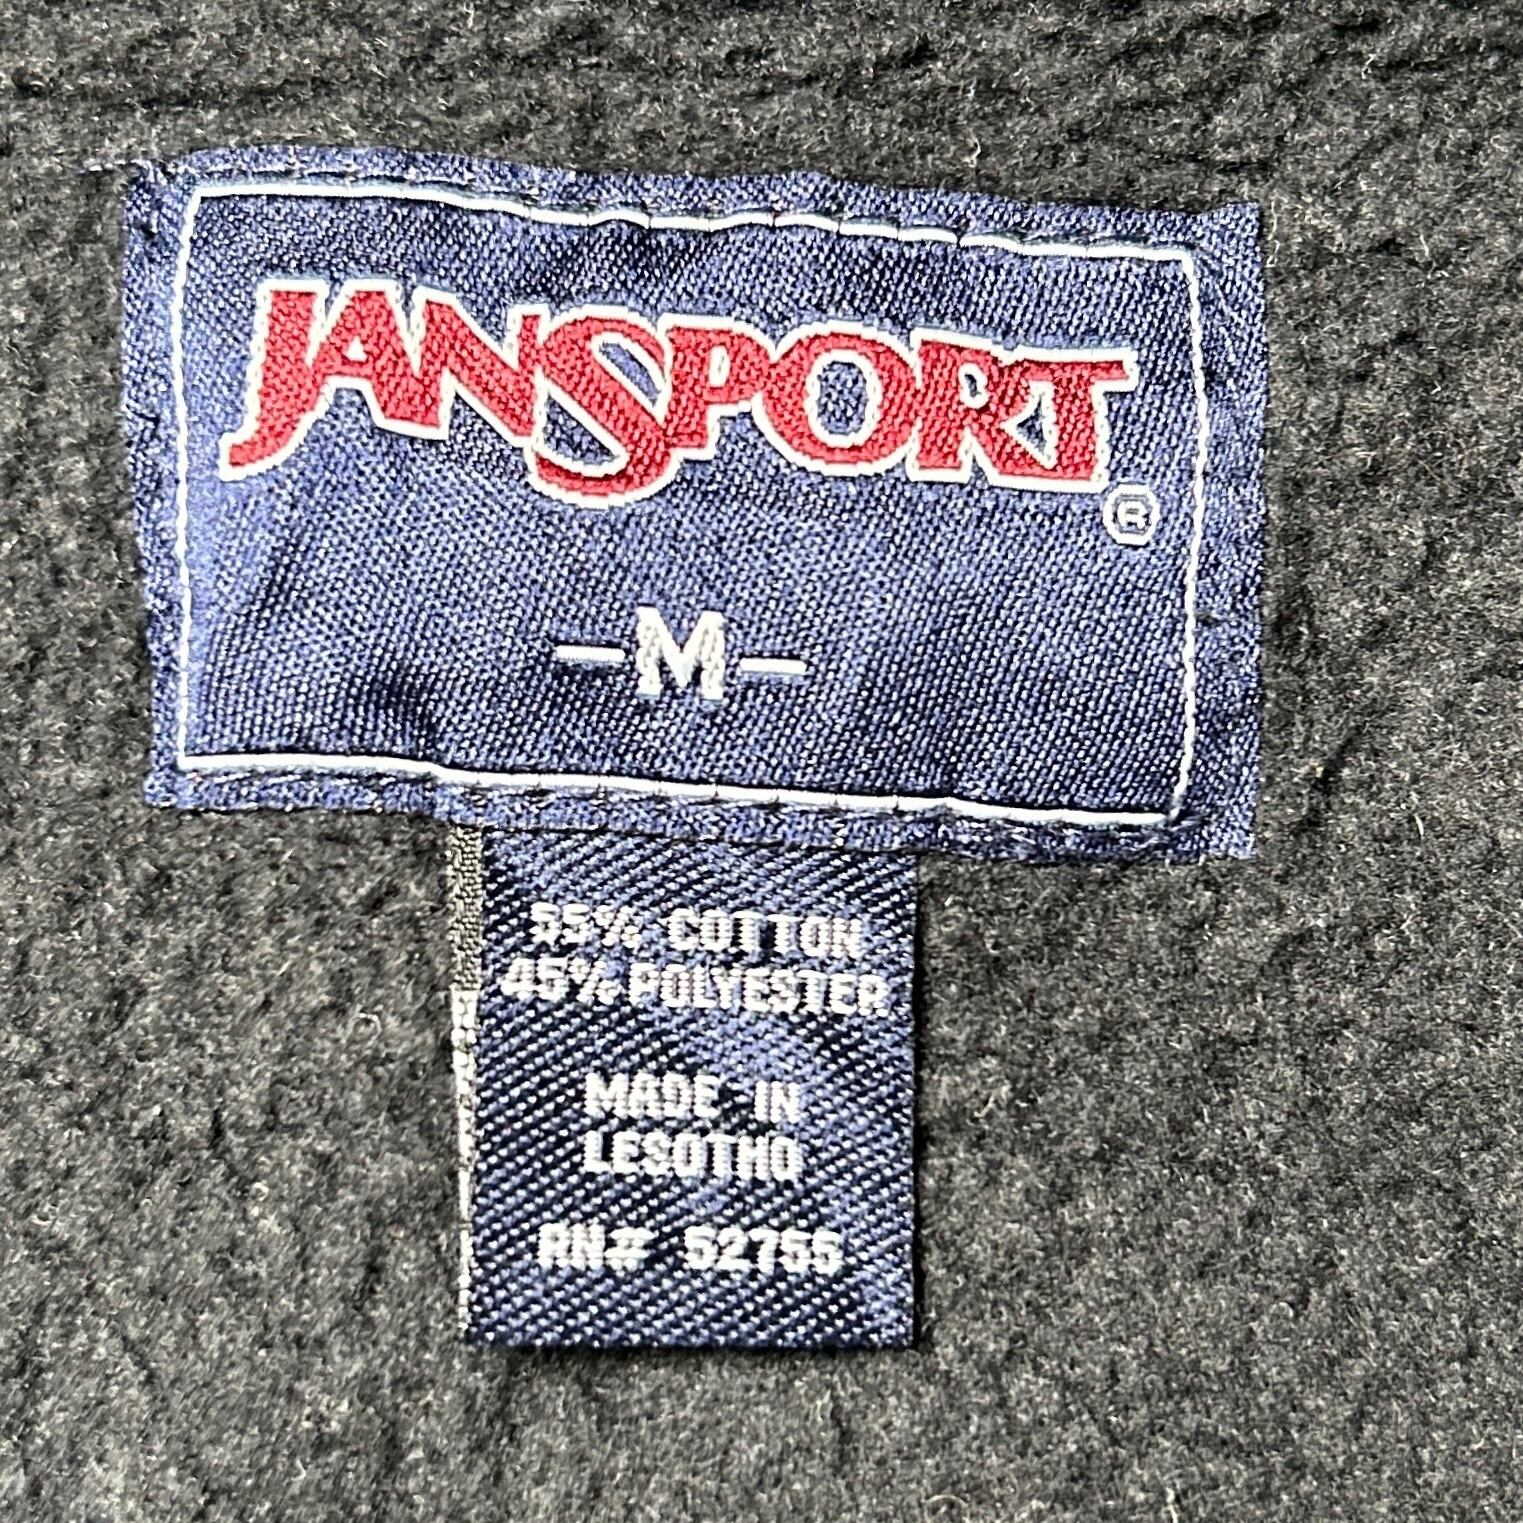 JANSPORT
®
-M-
55% COTTON
45% POLYESTER
MADE IN
LESOTHO
RN# 52755